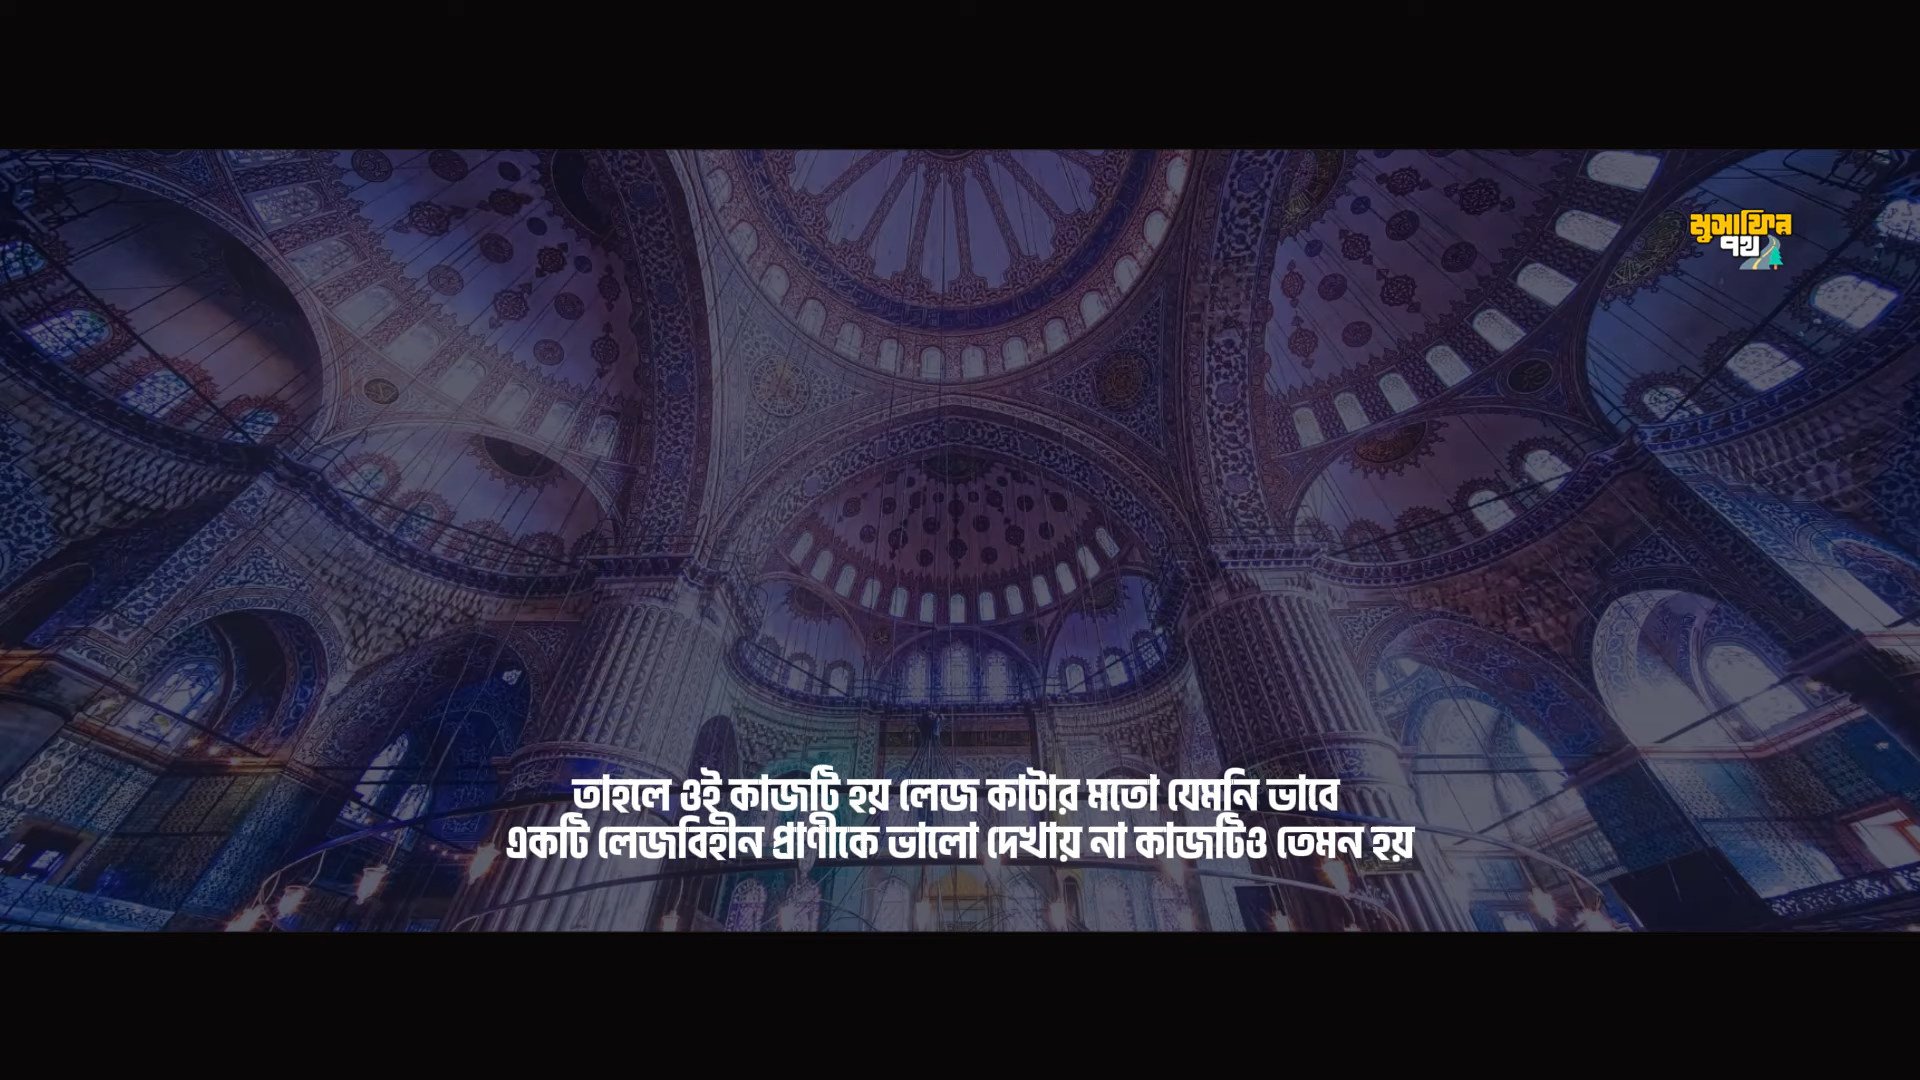 মুসাফির
পথ
তাহলে ওই কাজটি হয় লেজ কাটার মতো যেমনি ভাবে
একটি লেজবিহীন প্রাণীকে ভালো দেখায় না কাজটিও তেমন হয়